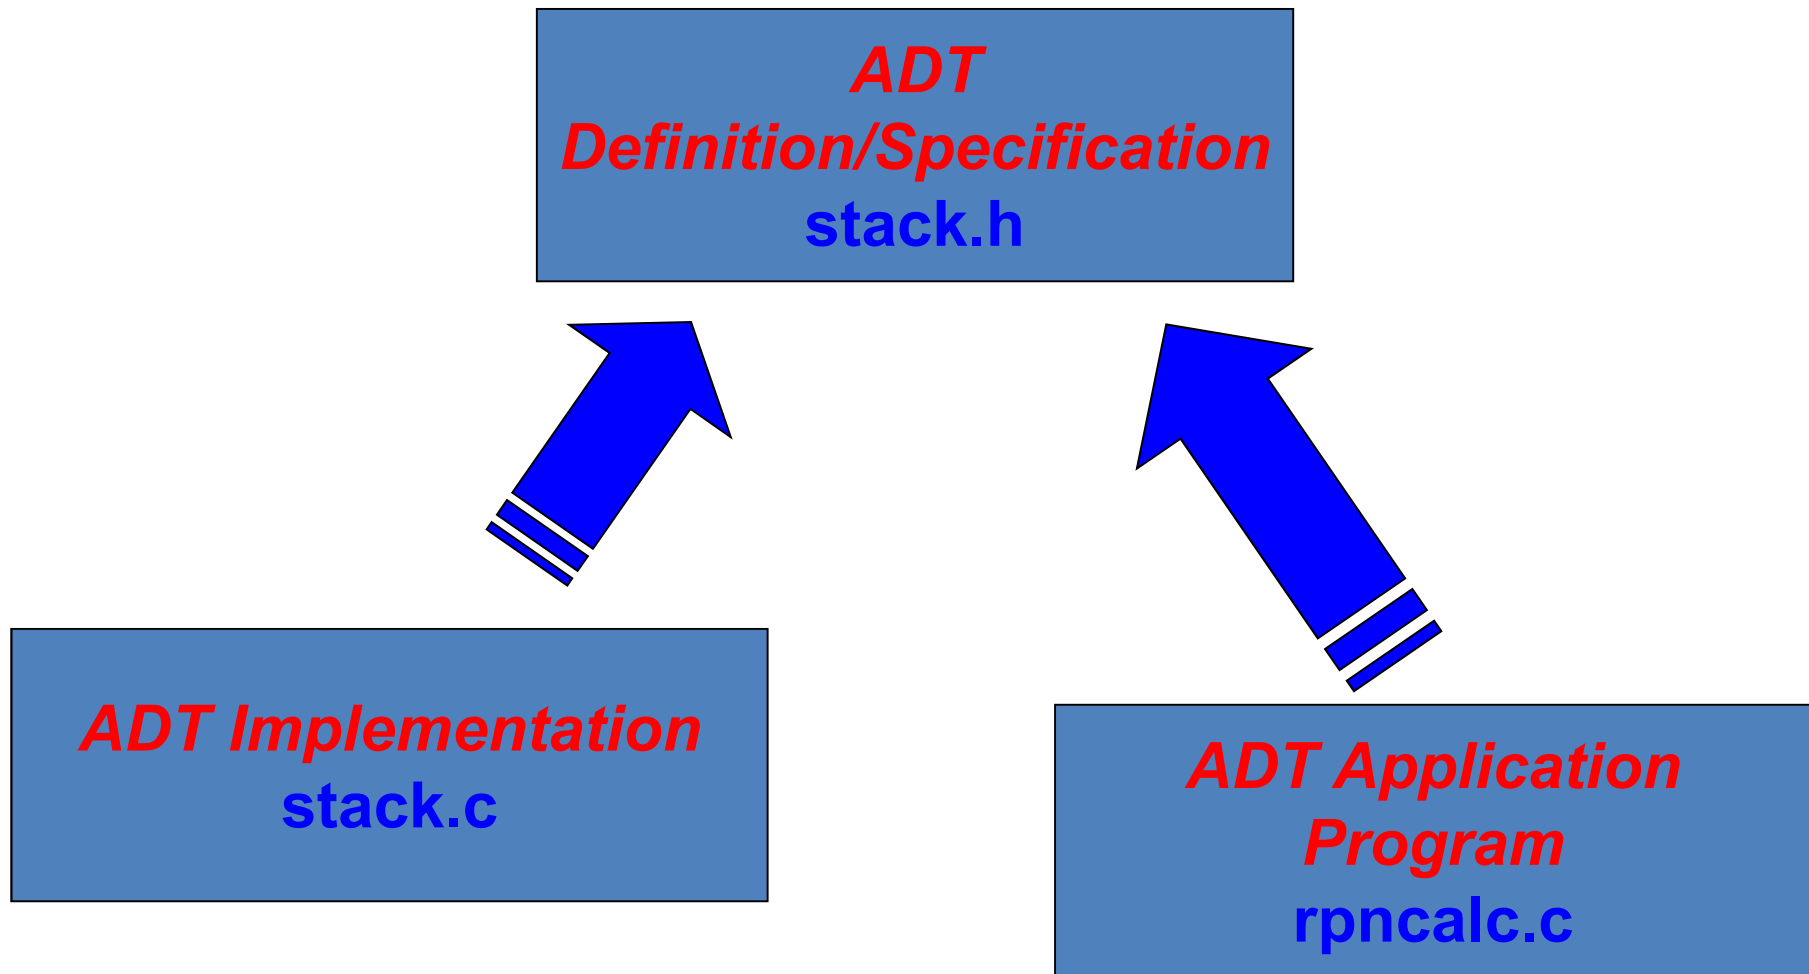 ADT
Definition/Specification
stack.h
ADT Implementation
stack.c
ADT Application
Program
rpncalc.c